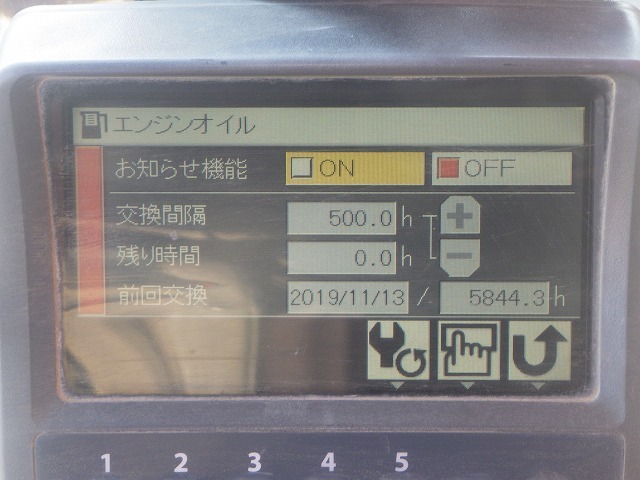 エンジンオイル
お知らせ機能 ON OFF
交換間隔 500.0 h
残り時間 0.0 h
前回交換 2019/11/13 / 5844.3 h
1 2 3 4 5